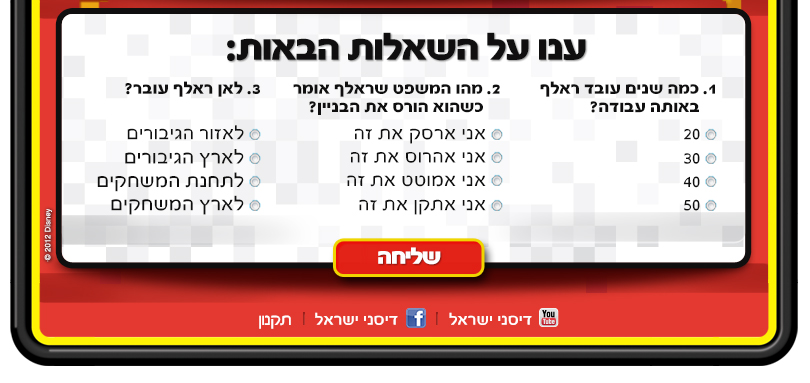 ענו על השאלות הבאות:
1. כמה שנים עובד ראלף
באותה עבודה?
20
30
40
50
2. מהו המשפט שראלף אומר
כשהוא הורס את הבניין?
אני ארסק את זה
אני אהרוס את זה
אני אמוטט את זה
אני אתקן את זה
3. לאן ראלף עובר?
לאזור הגיבורים
לארץ הגיבורים
לתחנת המשחקים
לארץ המשחקים
שליחה
© 2012 Disney
You Tube דיסני ישראל | f דיסני ישראל | תקנון